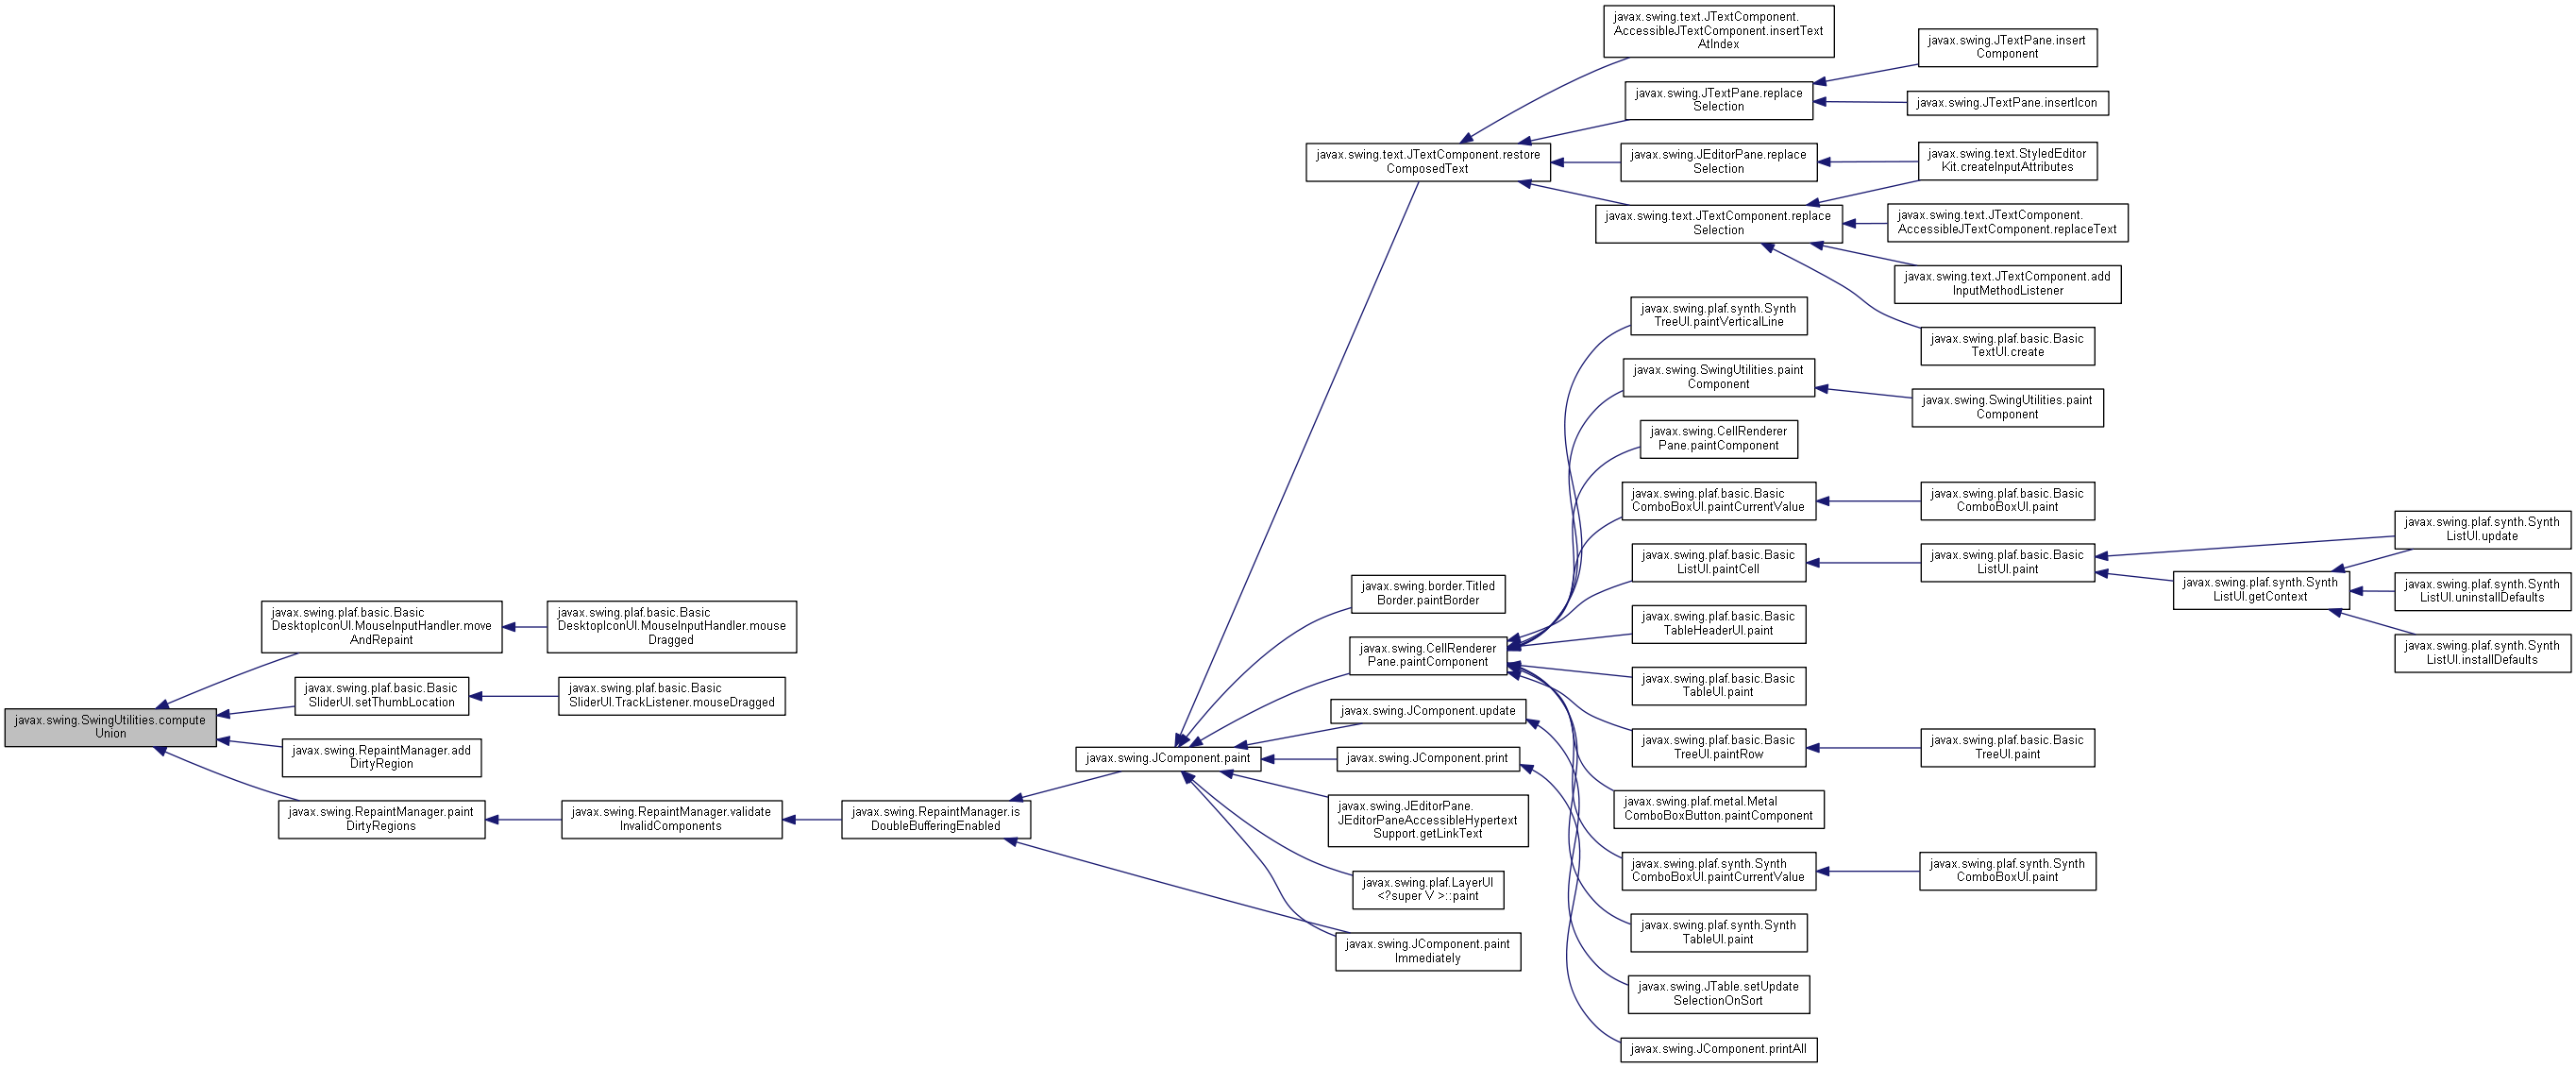 javax.swing.SwingUtilities.compute
Union
javax.swing.plaf.basic.Basic
DesktopIconUI.MouseInputHandler.move
AndRepaint
javax.swing.plaf.basic.Basic
DesktopIconUI.MouseInputHandler.mouse
Dragged
javax.swing.plaf.basic.Basic
SliderUI.setThumbLocation
javax.swing.plaf.basic.Basic
SliderUI.TrackListener.mouseDragged
javax.swing.RepaintManager.add
DirtyRegion
javax.swing.RepaintManager.paint
DirtyRegions
javax.swing.RepaintManager.validate
InvalidComponents
javax.swing.RepaintManager.is
DoubleBufferingEnabled
javax.swing.JComponent.paint
javax.swing.text.JTextComponent.restore
ComposedText
javax.swing.border.Titled
Border.paintBorder
javax.swing.CellRenderer
Pane.paintComponent
javax.swing.JComponent.update
javax.swing.JComponent.print
javax.swing.JEditorPane.
JEditorPaneAccessibleHypertext
Support.getLinkText
javax.swing.plaf.LayerUI
<?super V >::paint
javax.swing.JComponent.paint
Immediately
javax.swing.text.JTextComponent.
AccessibleJTextComponent.insertText
AtIndex
javax.swing.JTextPane.replace
Selection
javax.swing.JEditorPane.replace
Selection
javax.swing.text.JTextComponent.replace
Selection
javax.swing.plaf.synth.Synth
TreeUI.paintVerticalLine
javax.swing.SwingUtilities.paint
Component
javax.swing.CellRenderer
Pane.paintComponent
javax.swing.plaf.basic.Basic
ComboBoxUI.paintCurrentValue
javax.swing.plaf.basic.Basic
ListUI.paintCell
javax.swing.plaf.basic.Basic
TableHeaderUI.paint
javax.swing.plaf.basic.Basic
TableUI.paint
javax.swing.plaf.basic.Basic
TreeUI.paintRow
javax.swing.plaf.metal.Metal
ComboBoxButton.paintComponent
javax.swing.plaf.synth.Synth
ComboBoxUI.paintCurrentValue
javax.swing.plaf.synth.Synth
TableUI.paint
javax.swing.JTable.setUpdate
SelectionOnSort
javax.swing.JComponent.printAll
javax.swing.JTextPane.insert
Component
javax.swing.JTextPane.insertIcon
javax.swing.text.StyledEditor
Kit.createInputAttributes
javax.swing.text.JTextComponent.
AccessibleJTextComponent.replaceText
javax.swing.text.JTextComponent.add
InputMethodListener
javax.swing.plaf.basic.Basic
TextUI.create
javax.swing.SwingUtilities.paint
Component
javax.swing.plaf.basic.Basic
ComboBoxUI.paint
javax.swing.plaf.basic.Basic
ListUI.paint
javax.swing.plaf.basic.Basic
TreeUI.paint
javax.swing.plaf.synth.Synth
ComboBoxUI.paint
javax.swing.plaf.synth.Synth
ListUI.getContext
javax.swing.plaf.synth.Synth
ListUI.update
javax.swing.plaf.synth.Synth
ListUI.uninstallDefaults
javax.swing.plaf.synth.Synth
ListUI.installDefaults